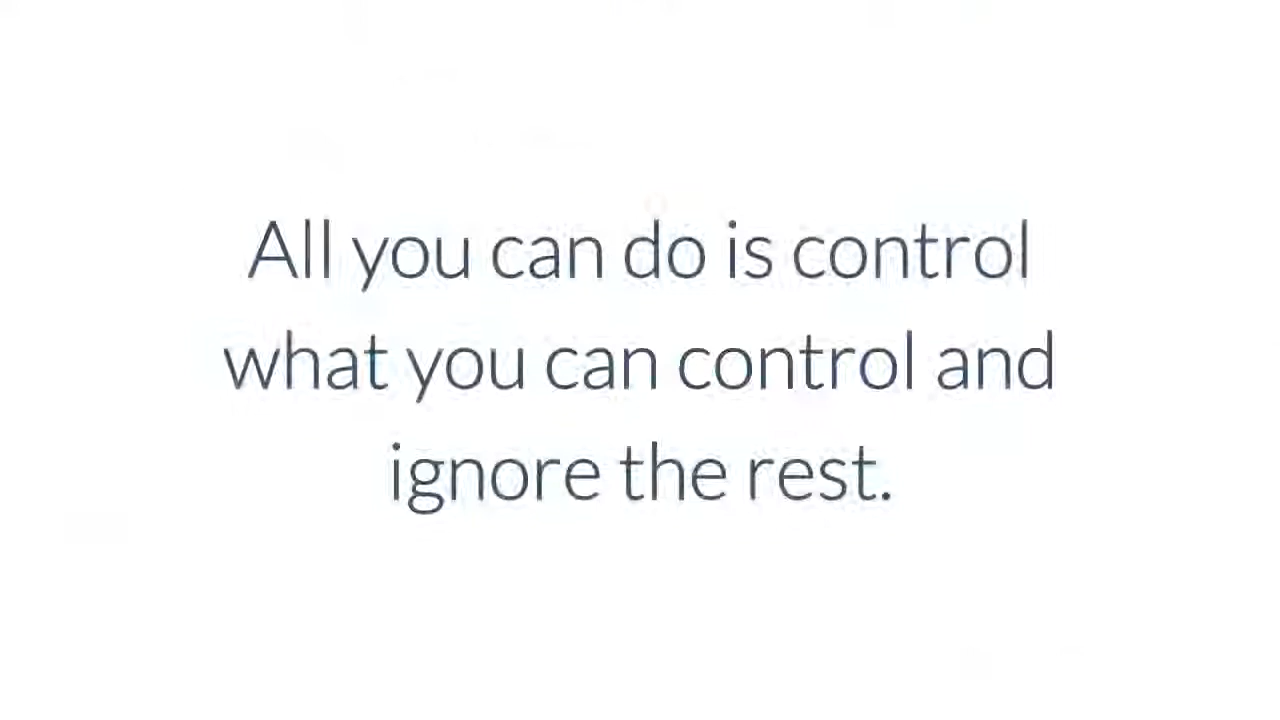 All you can do is control
what you can control and
ignore the rest.